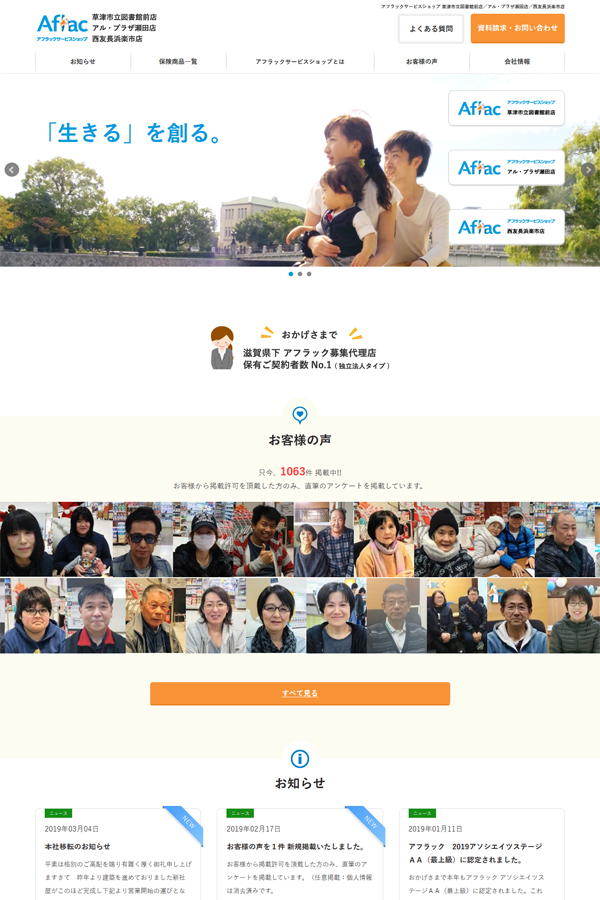 アフラックサービスショップ 草津市立図書館前店／アル・プラザ瀬田店／西友長浜楽市店
Aflac
アフラックサービスショップ
草津市立図書館前店
アル・プラザ瀬田店
西友長浜楽市店
よくある質問
資料請求・お問い合わせ
お知らせ
保険商品一覧
アフラックサービスショップとは
お客様の声
会社情報
「生きる」を創る。
Aflac
アフラックサービスショップ
草津市立図書館前店
Aflac
アフラックサービスショップ
アル・プラザ瀬田店
Aflac
アフラックサービスショップ
西友長浜楽市店
おかげさまで
滋賀県下 アフラック募集代理店
保有ご契約者数 No.1 ( 独立法人タイプ )
お客様の声
只今、1063件 掲載中!!
お客様から掲載許可を頂戴した方のみ、直筆のアンケートを掲載しています。
すべて見る
お知らせ
ニュース
NEW
2019年03月04日
本社移転のお知らせ
平素は格別のご高配を賜り有難く厚く御礼申し上げ
ますさて 昨年より建築を進めておりました新社
屋がこのほど完成し下記より営業開始の運びとな
ニュース
NEW
2019年02月17日
お客様の声を１件 新規掲載いたしました。
お客様から掲載許可を頂戴した方のみ、直筆のア
ンケートを掲載しています。（任意掲載：個人情報
は消去済みです。
ニュース
2019年01月11日
アフラック 2019アソシエイツステージ
ＡＡ（最上級）に認定されました。
おかげさまで本年もアフラック アソシエイツス
テージＡＡ（最上級）に認定されました。これ